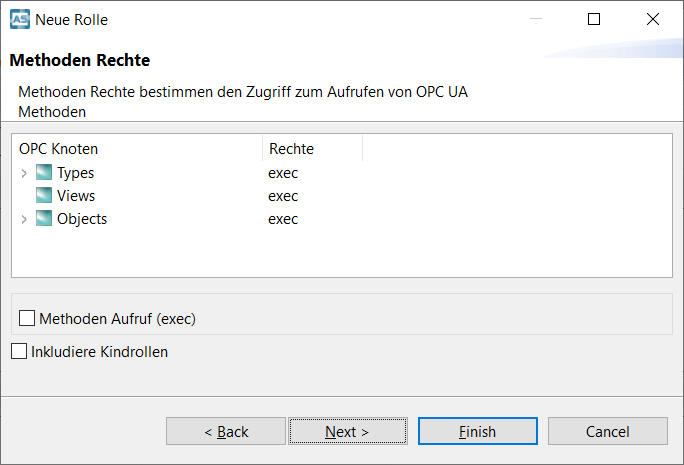 Neue Rolle
Methoden Rechte
Methoden Rechte bestimmen den Zugriff zum Aufrufen von OPC UA
Methoden
OPC Knoten Rechte
Types exec
Views exec
Objects exec
Methoden Aufruf (exec)
Inkludiere Kindrollen
< Back Next > Finish Cancel